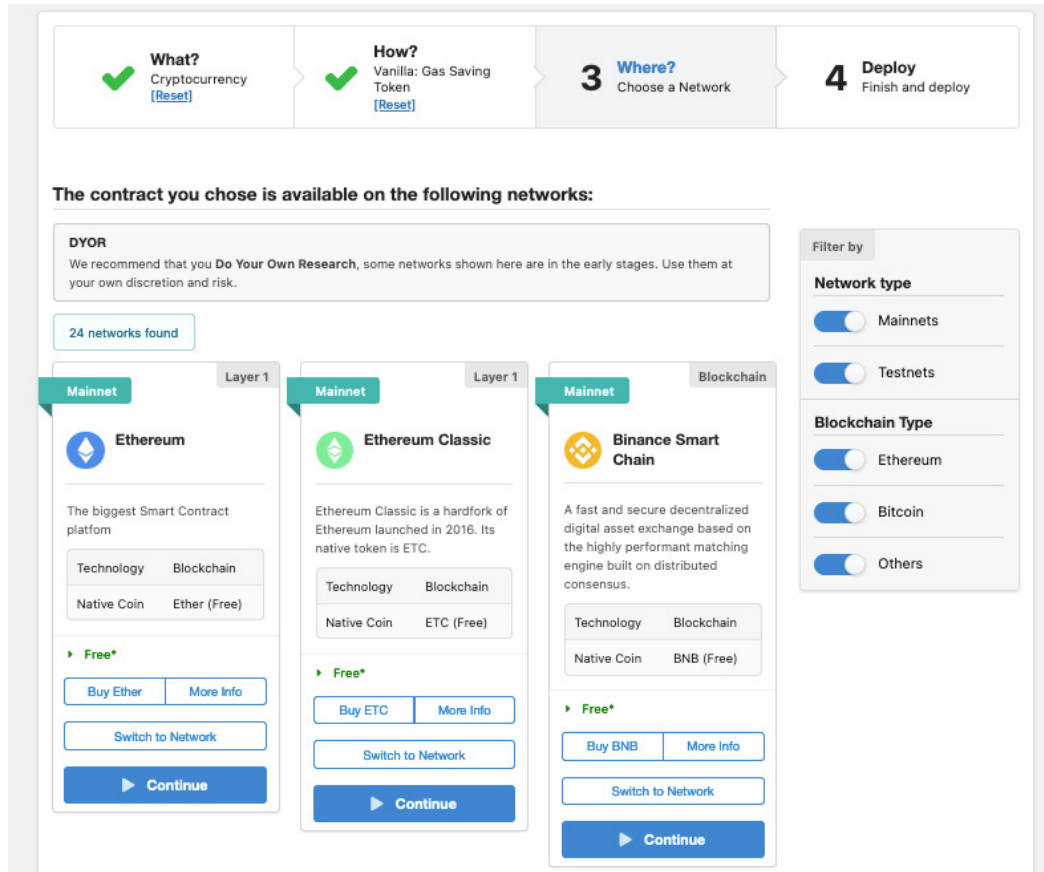 What?
Cryptocurrency
[Reset]
How?
Vanilla: Gas Saving
Token
[Reset]
3
Where?
Choose a Network
4
Deploy
Finish and deploy
The contract you chose is available on the following networks:
DYOR
We recommend that you Do Your Own Research, some networks shown here are in the early stages. Use them at
your own discretion and risk.
24 networks found
Mainnet
Layer 1
Ethereum
The biggest Smart Contract
platfom
Technology Blockchain
Native Coin Ether (Free)
Free*
Buy Ether More Info
Switch to Network
Continue
Mainnet
Layer 1
Ethereum Classic
Ethereum Classic is a hardfork of
Ethereum launched in 2016. Its
native token is ETC.
Technology Blockchain
Native Coin ETC (Free)
Free*
Buy ETC More Info
Switch to Network
Continue
Mainnet
Blockchain
Binance Smart
Chain
A fast and secure decentralized
digital asset exchange based on
the highly performant matching
engine built on distributed
consensus.
Technology Blockchain
Native Coin BNB (Free)
Free*
Buy BNB More Info
Switch to Network
Continue
Filter by
Network type
Mainnets
Testnets
Blockchain Type
Ethereum
Bitcoin
Others